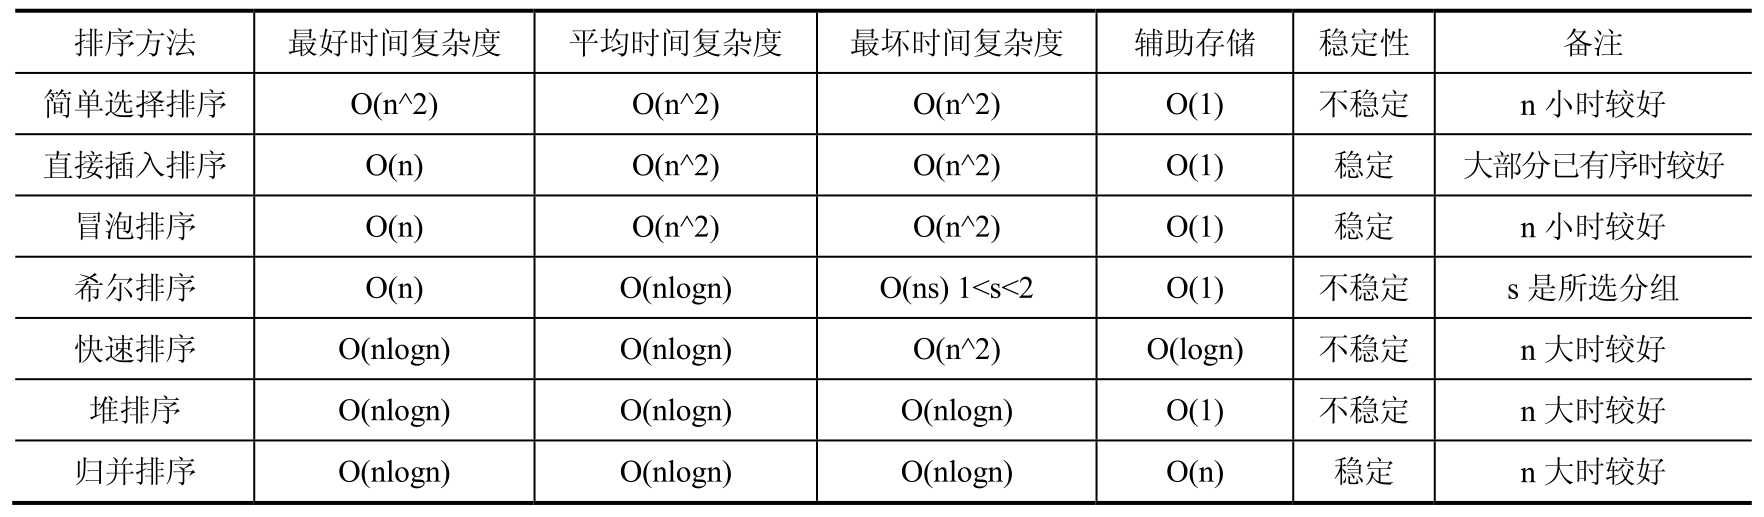 排序方法 最好时间复杂度 平均时间复杂度 最坏时间复杂度 辅助存储 稳定性 备注
简单选择排序 O(n^2) O(n^2) O(n^2) O(1) 不稳定 n 小时较好
直接插入排序 O(n) O(n^2) O(n^2) O(1) 稳定 大部分已有序时较好
冒泡排序 O(n) O(n^2) O(n^2) O(1) 稳定 n 小时较好
希尔排序 O(n) O(nlogn) O(ns) 1<s<2 O(1) 不稳定 s 是所选分组
快速排序 O(nlogn) O(nlogn) O(n^2) O(logn) 不稳定 n 大时较好
堆排序 O(nlogn) O(nlogn) O(nlogn) O(1) 不稳定 n 大时较好
归并排序 O(nlogn) O(nlogn) O(nlogn) O(n) 稳定 n 大时较好